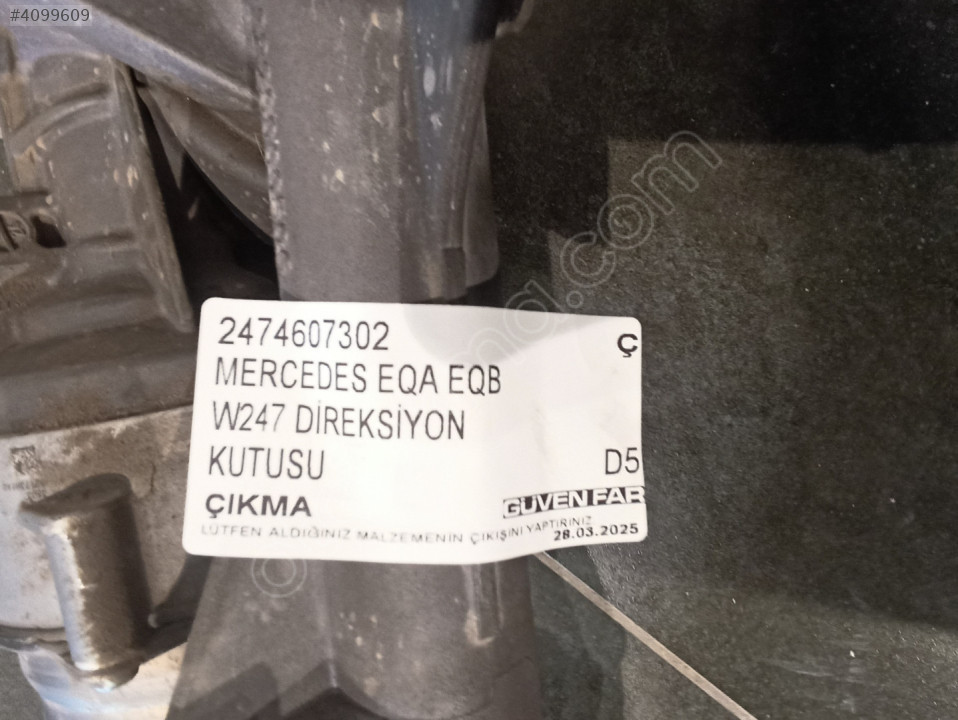 #4099609
2474607302
Ç
MERCEDES EQA EQB
W247 DİREKSİYON
KUTUSU
D5
ÇIKMA
GÜVEN FAR
LÜTFEN ALDIĞINIZ MALZEMENİN ÇIKIŞINI YAPTIRINIZ
28.03.2025